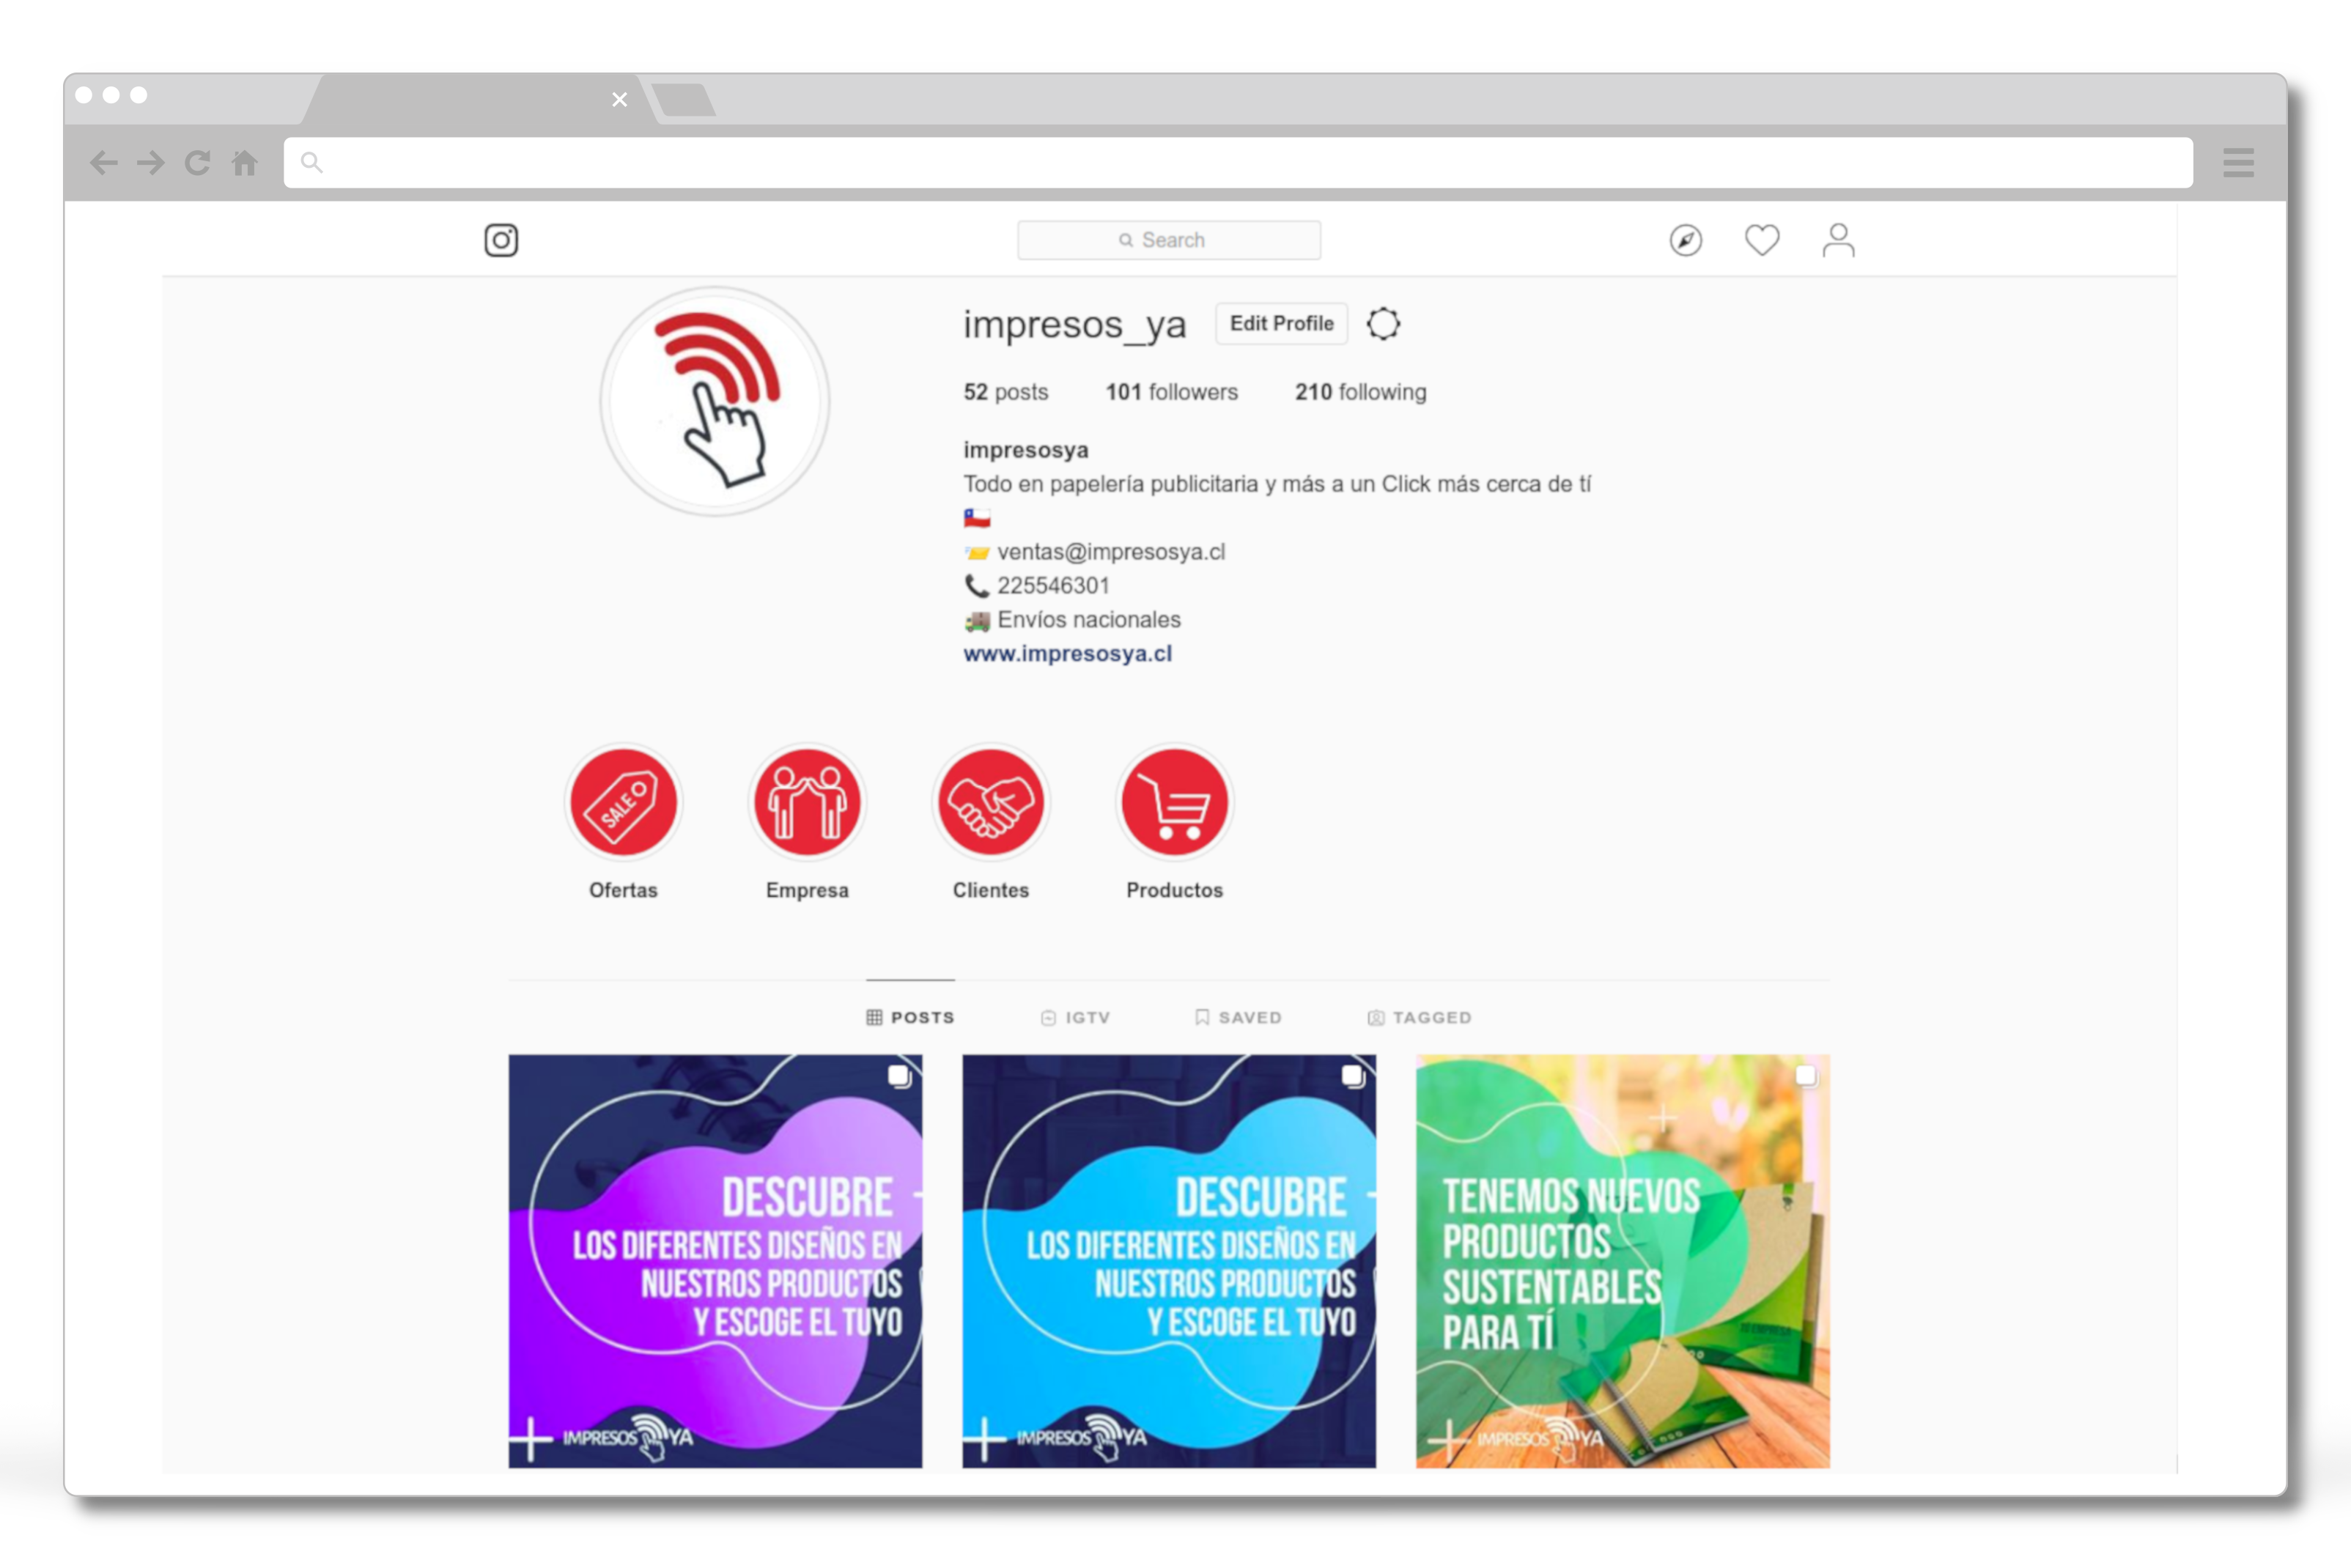 Search
impresos_ya Edit Profile
52 posts 101 followers 210 following
impresosya
Todo en papelería publicitaria y más a un Click más cerca de tí
ventas@impresosya.cl
225546301
Envíos nacionales
www.impresosya.cl
SALE
Ofertas Empresa Clientes Productos
POSTS IGTV SAVED TAGGED
DESCUBRE
LOS DIFERENTES DISEÑOS EN
NUESTROS PRODUCTOS
Y ESCOGE EL TUYO
IMPRESOS YA
DESCUBRE
LOS DIFERENTES DISEÑOS EN
NUESTROS PRODUCTOS
Y ESCOGE EL TUYO
IMPRESOS YA
TENEMOS NUEVOS
PRODUCTOS
SUSTENTABLES
PARA TÍ
IMPRESOS YA